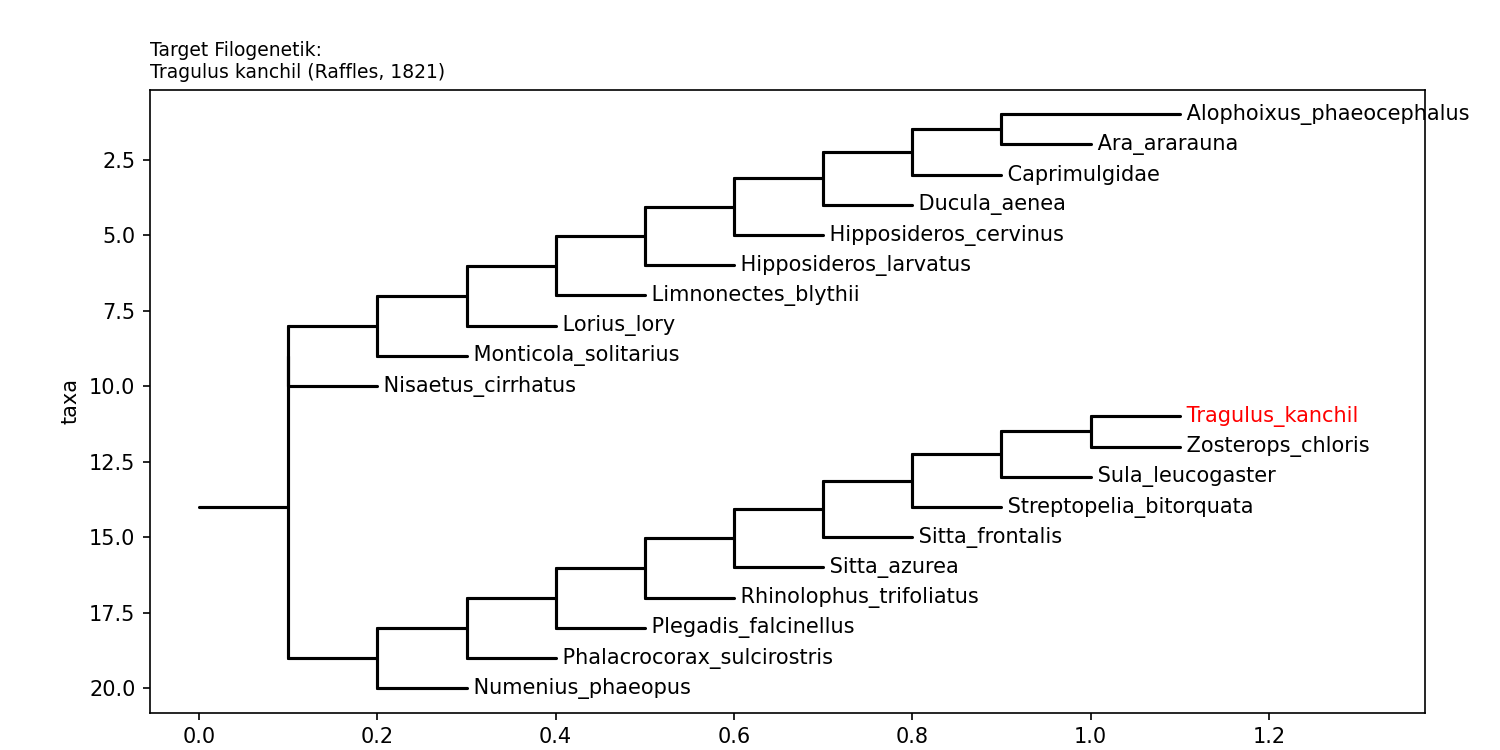 Target Filogenetik:
Tragulus kanchil (Raffles, 1821)
Alophoixus_phaeocephalus
Ara_ararauna
2.5
Caprimulgidae
Ducula_aenea
5.0
Hipposideros_cervinus
Hipposideros_larvatus
Limnonectes_blythii
7.5
Lorius_lory
Monticola_solitarius
10.0
Nisaetus_cirrhatus
taxa
Tragulus_kanchil
Zosterops_chloris
12.5
Sula_leucogaster
Streptopelia_bitorquata
15.0
Sitta_frontalis
Sitta_azurea
Rhinolophus_trifoliatus
17.5
Plegadis_falcinellus
Phalacrocorax_sulcirostris
20.0
Numenius_phaeopus
0.0 0.2 0.4 0.6 0.8 1.0 1.2